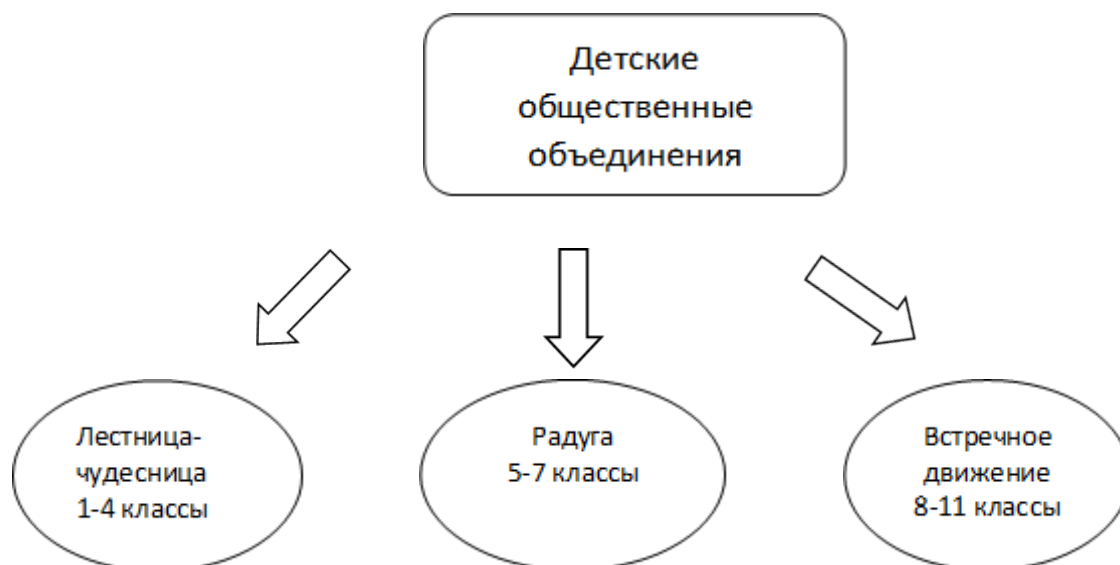 Детские
общественные
объединения
Лестница-
чудесница
1-4 классы
Радуга
5-7 классы
Встречное
движение
8-11 классы